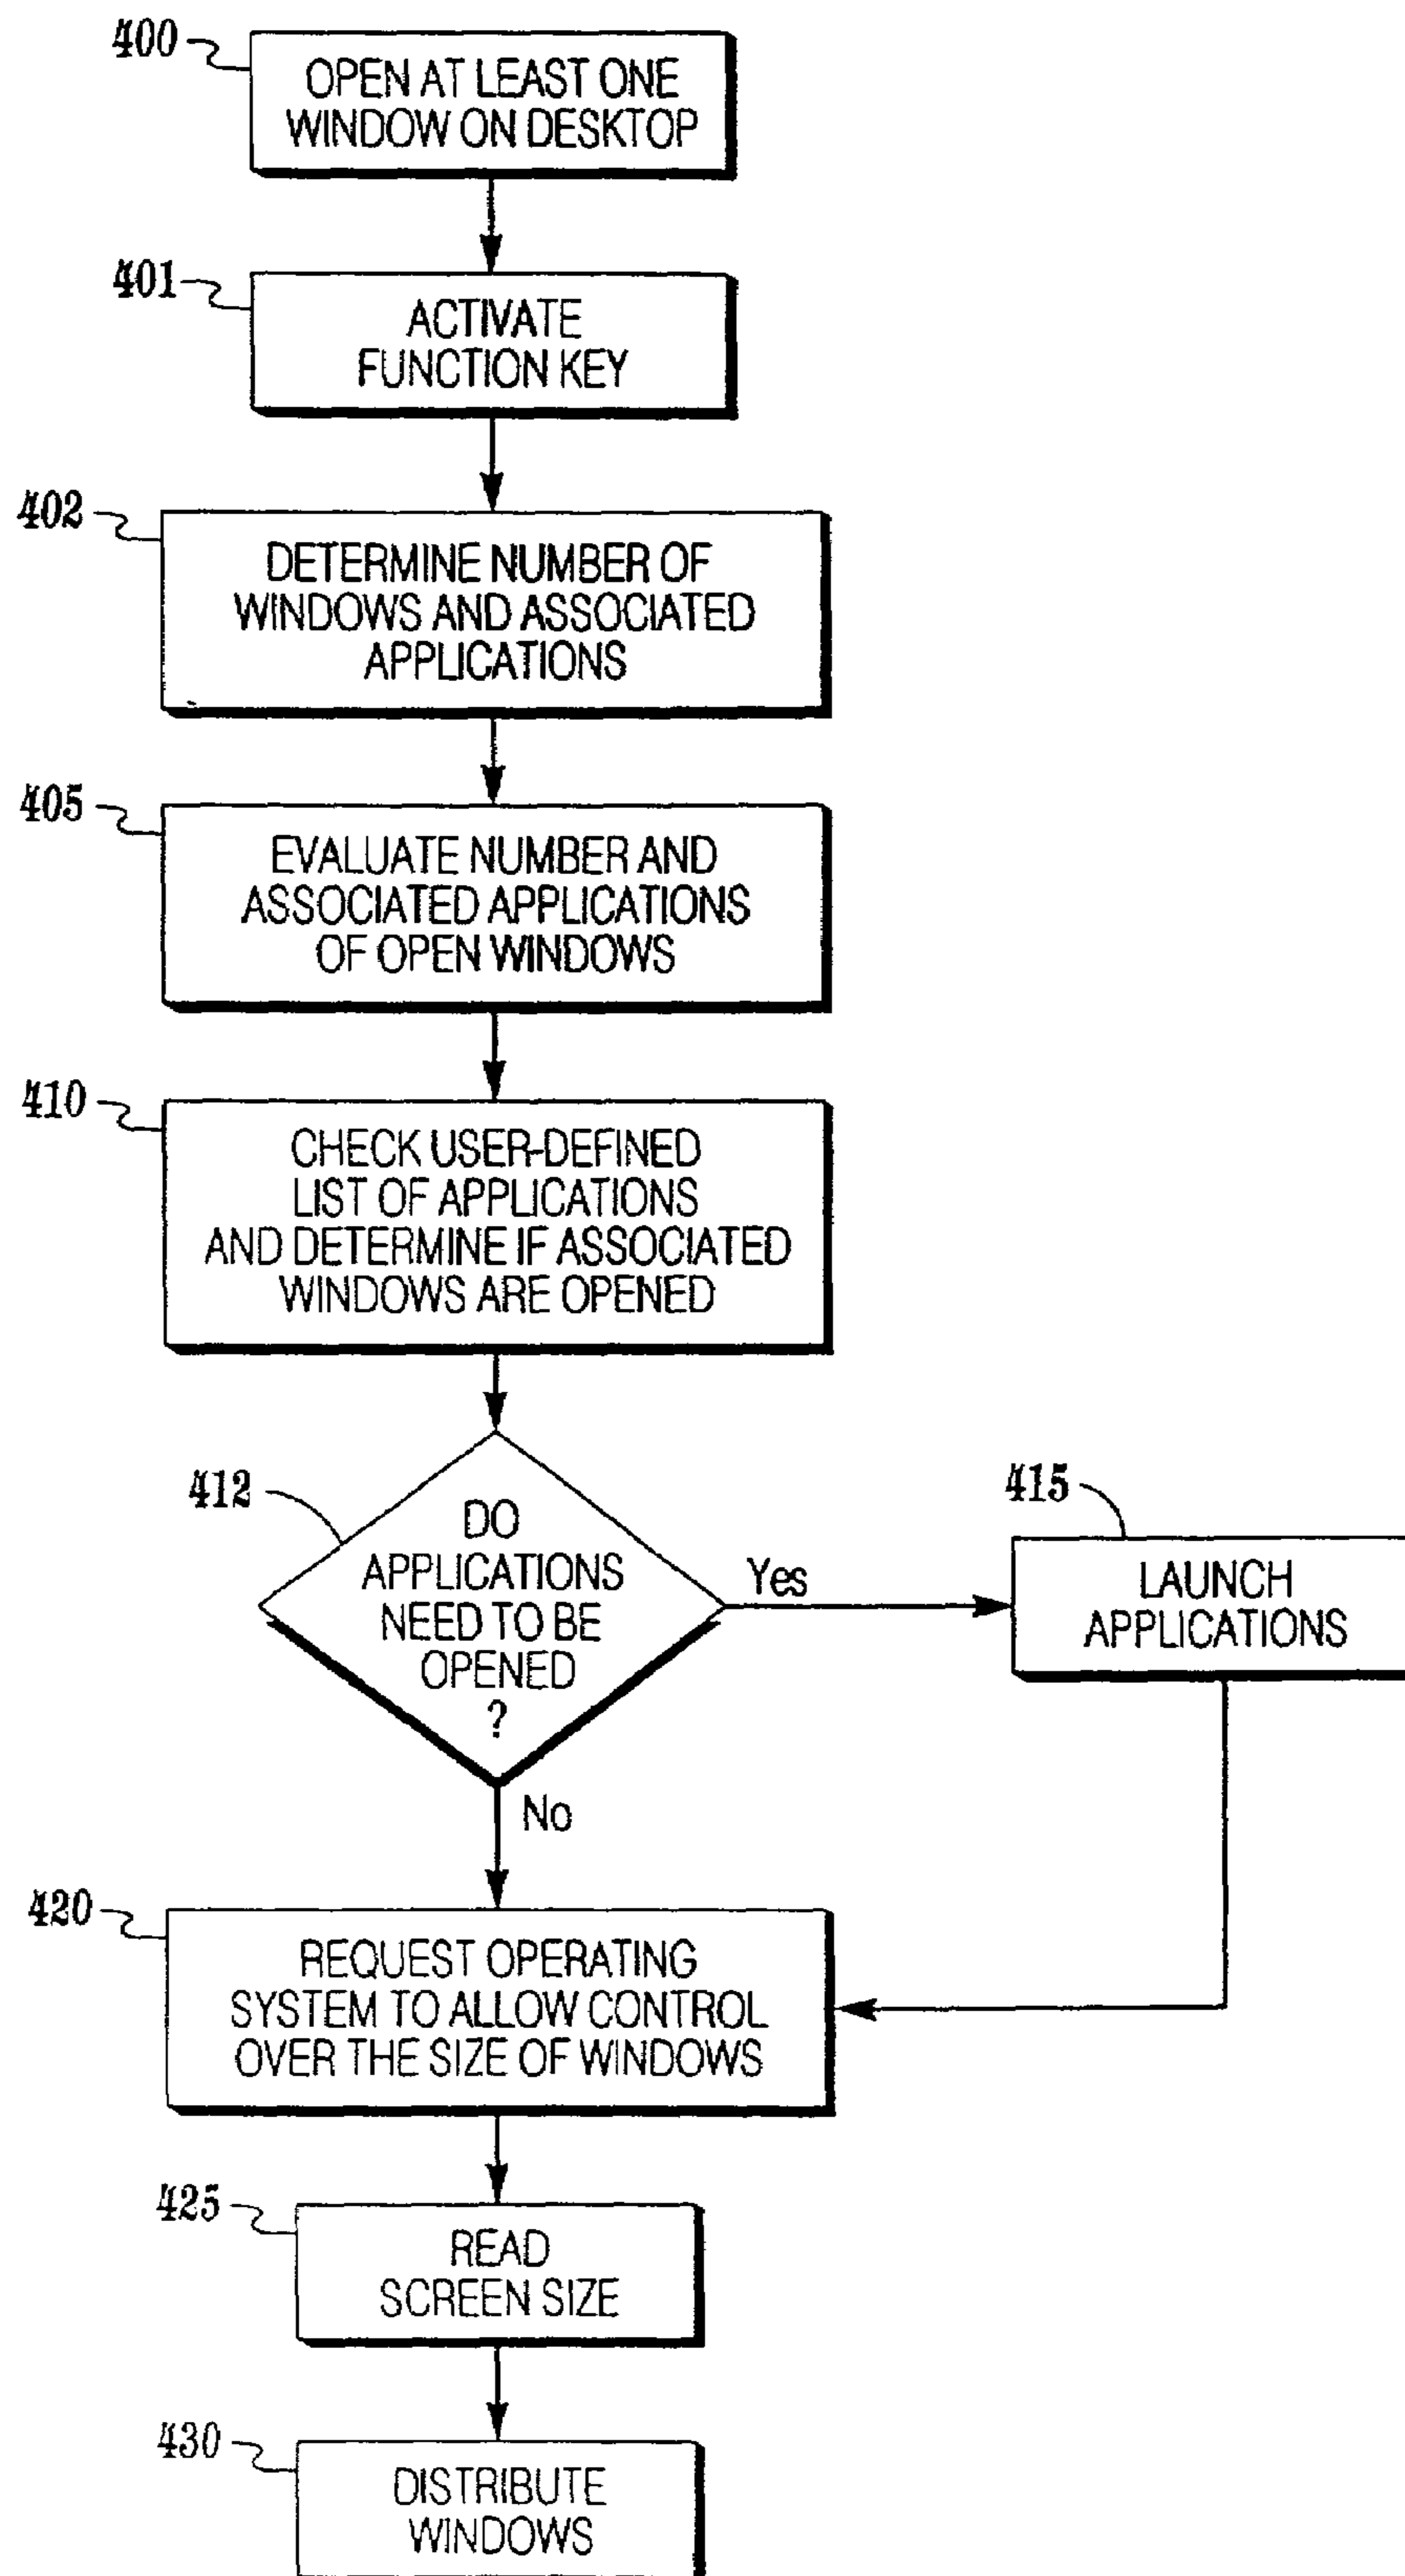 400
OPEN AT LEAST ONE
WINDOW ON DESKTOP
401
ACTIVATE
FUNCTION KEY
402
DETERMINE NUMBER OF
WINDOWS AND ASSOCIATED
APPLICATIONS
405
EVALUATE NUMBER AND
ASSOCIATED APPLICATIONS
OF OPEN WINDOWS
410
CHECK USER-DEFINED
LIST OF APPLICATIONS
AND DETERMINE IF ASSOCIATED
WINDOWS ARE OPENED
412
DO
APPLICATIONS
NEED TO BE
OPENED
?
Yes
415
LAUNCH
APPLICATIONS
No
420
REQUEST OPERATING
SYSTEM TO ALLOW CONTROL
OVER THE SIZE OF WINDOWS
425
READ
SCREEN SIZE
430
DISTRIBUTE
WINDOWS